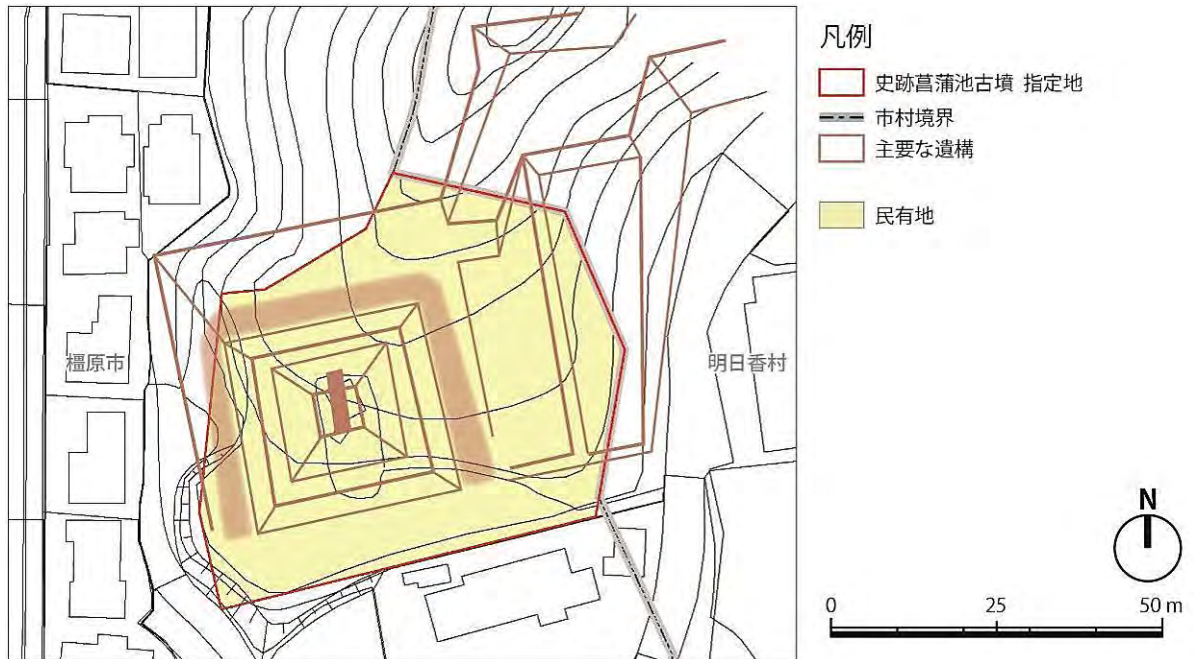 凡例
史跡菖蒲池古墳 指定地
市村境界
主要な遺構
民有地
橿原市
明日香村
N
0 25 50 m